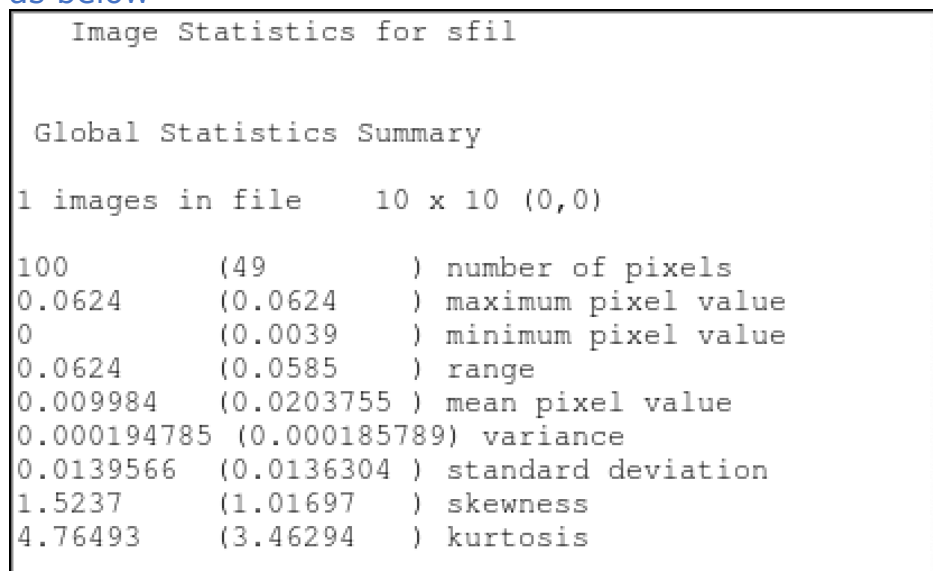 as below
Image Statistics for sfil
Global Statistics Summary
1 images in file    10 x 10 (0,0)
100        (49        ) number of pixels
0.0624     (0.0624    ) maximum pixel value
0          (0.0039    ) minimum pixel value
0.0624     (0.0585    ) range
0.009984   (0.0203755 ) mean pixel value
0.000194785 (0.000185789) variance
0.0139566  (0.0136304 ) standard deviation
1.5237     (1.01697   ) skewness
4.76493    (3.46294   ) kurtosis